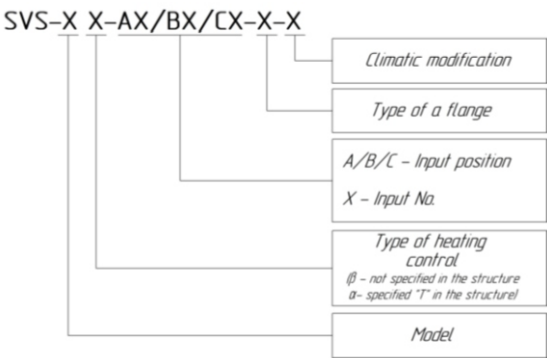 SVS-X X-AX/BX/CX-X-X
Climatic modification
Type of a flange
A/B/C - Input position
X - Input No.
Type of heating
control
(β - not specified in the structure
α- specified "T" in the structure)
Model